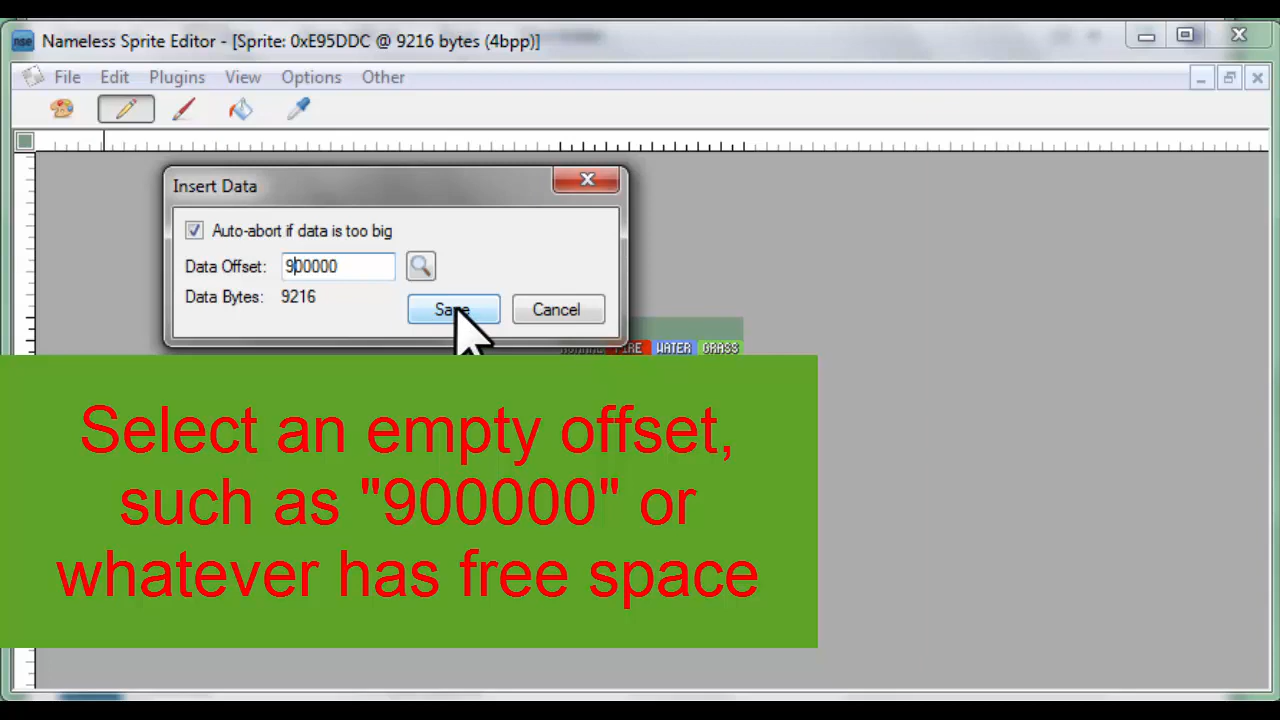 nse Nameless Sprite Editor - [Sprite: 0xE95DDC @ 9216 bytes (4bpp)]
File Edit Plugins View Options Other
Insert Data
Auto-abort if data is too big
Data Offset: 900000
Data Bytes: 9216
Save Cancel
NORMAL FIRE WATER GRASS
Select an empty offset,
such as "900000" or
whatever has free space